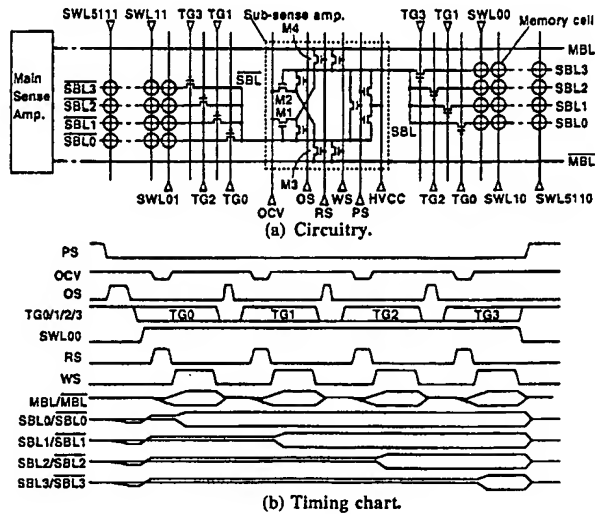 SWL5111 SWL11 TG3 TG1 Sub-sense amp. TG3 TG1 SWL00 Memory cell
M4
MBL
Main
Sense
Amp.
SBL3
SBL2
SBL1
SBL0
SBL
M2
M1
SBL
SBL3
SBL2
SBL1
SBL0
M3
MBL
SWL01 TG2 TG0 OCV OS RS WS PS HVCC TG2 TG0 SWL10 SWL5110
(a) Circuitry.
PS
OCV
OS
TG0/1/2/3 TG0 TG1 TG2 TG3
SWL00
RS
WS
MBL/MBL
SBL0/SBL0
SBL1/SBL1
SBL2/SBL2
SBL3/SBL3
(b) Timing chart.